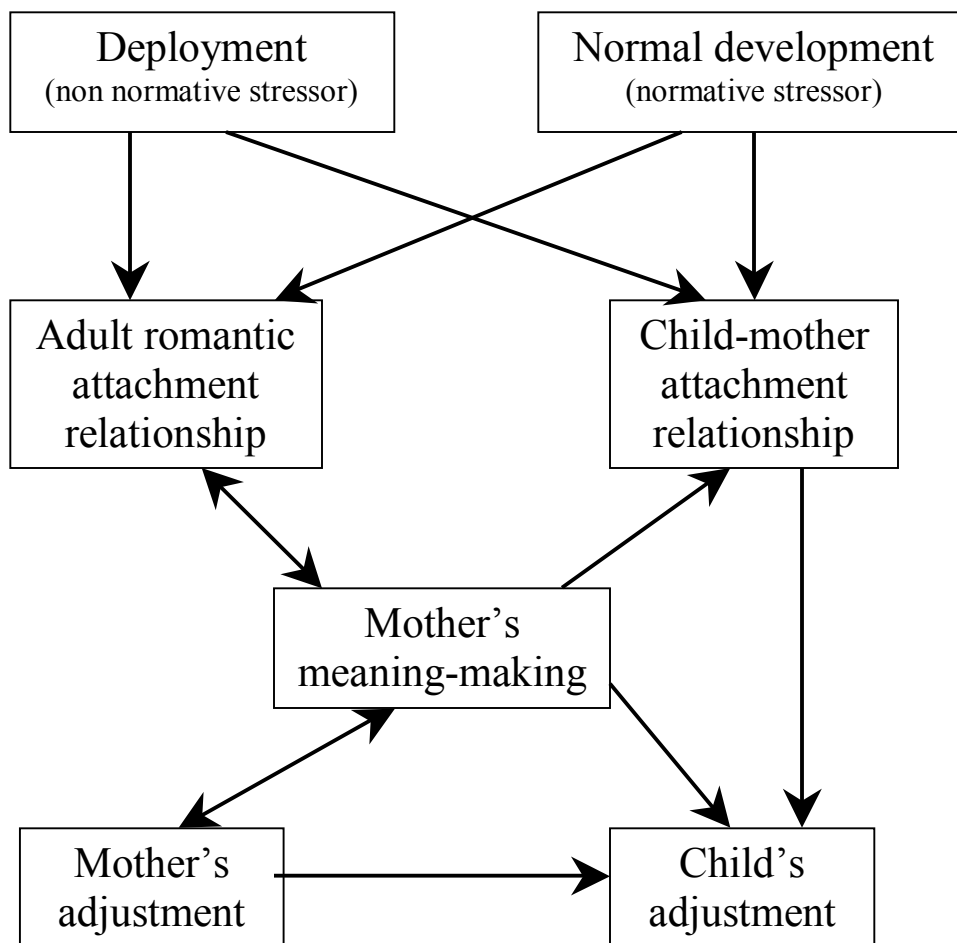 Deployment
(non normative stressor)
Normal development
(normative stressor)
Adult romantic
attachment
relationship
Child-mother
attachment
relationship
Mother’s
meaning-making
Mother’s
adjustment
Child’s
adjustment